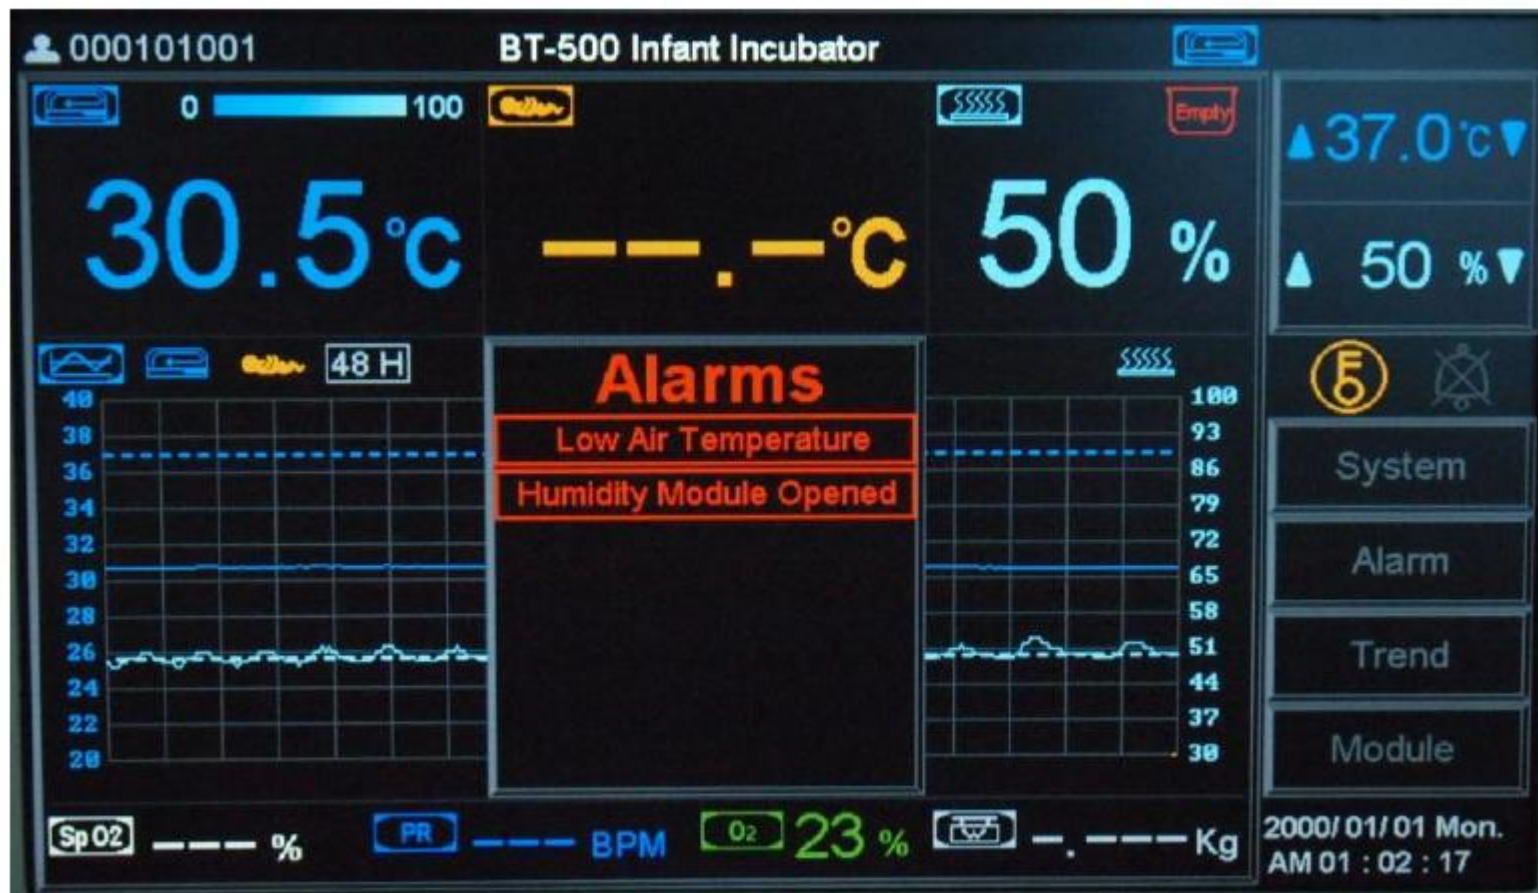 000101001
BT-500 Infant Incubator
0 100
Empty
30.5 °C
--.- °C
50 %
37.0 °C
50 %
48 H
Alarms
Low Air Temperature
Humidity Module Opened
40
38
36
34
32
30
28
26
24
22
20
100
93
86
79
72
65
58
51
44
37
30
System
Alarm
Trend
Module
SpO2 --- %
PR --- BPM
O2 23 %
-.--- Kg
2000/01/01 Mon.
AM 01 : 02 : 17